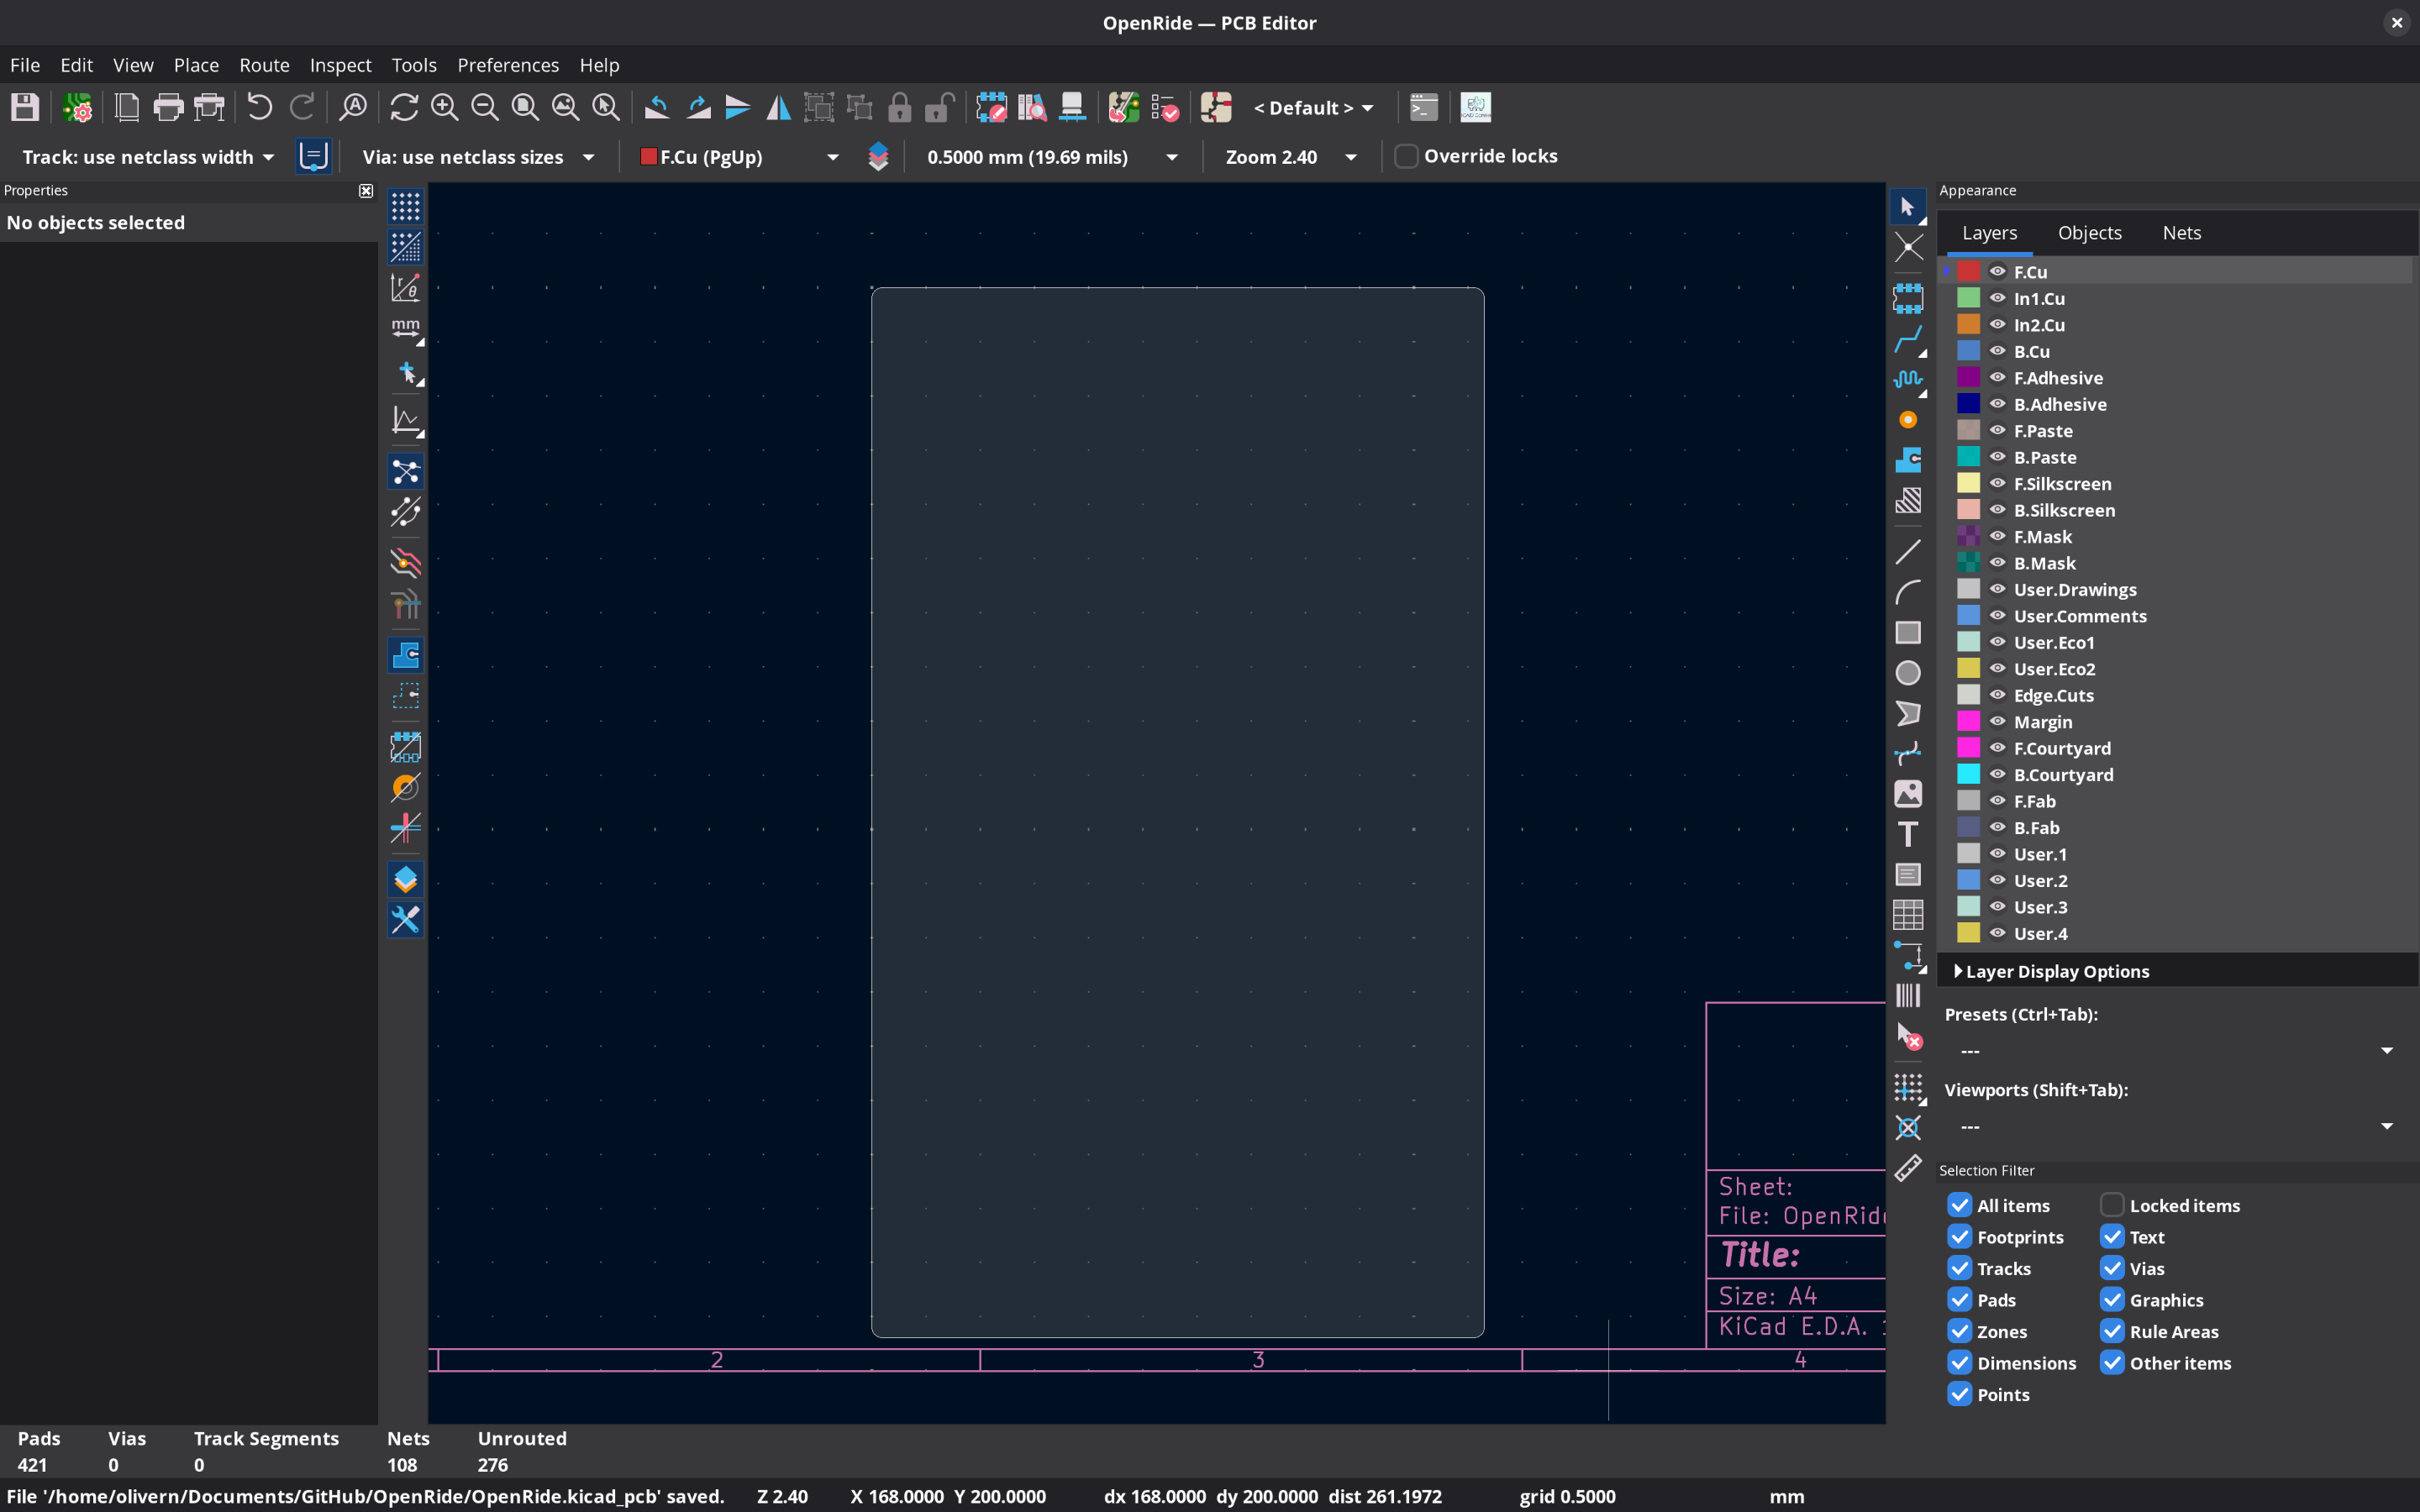 OpenRide — PCB Editor
File Edit View Place Route Inspect Tools Preferences Help
< Default >
Track: use netclass width
Via: use netclass sizes
F.Cu (PgUp)
0.5000 mm (19.69 mils)
Zoom 2.40
Override locks
Properties
No objects selected
mm
Appearance
Layers Objects Nets
F.Cu
In1.Cu
In2.Cu
B.Cu
F.Adhesive
B.Adhesive
F.Paste
B.Paste
F.Silkscreen
B.Silkscreen
F.Mask
B.Mask
User.Drawings
User.Comments
User.Eco1
User.Eco2
Edge.Cuts
Margin
F.Courtyard
B.Courtyard
F.Fab
B.Fab
User.1
User.2
User.3
User.4
Layer Display Options
Presets (Ctrl+Tab):
---
Viewports (Shift+Tab):
---
Selection Filter
All items Locked items
Footprints Text
Tracks Vias
Pads Graphics
Zones Rule Areas
Dimensions Other items
Points
Sheet:
File: OpenRide
Title:
Size: A4
KiCad E.D.A.
2 3 4
Pads Vias Track Segments Nets Unrouted
421 0 0 108 276
File '/home/olivern/Documents/GitHub/OpenRide/OpenRide.kicad_pcb' saved. Z 2.40 X 168.0000 Y 200.0000 dx 168.0000 dy 200.0000 dist 261.1972 grid 0.5000 mm